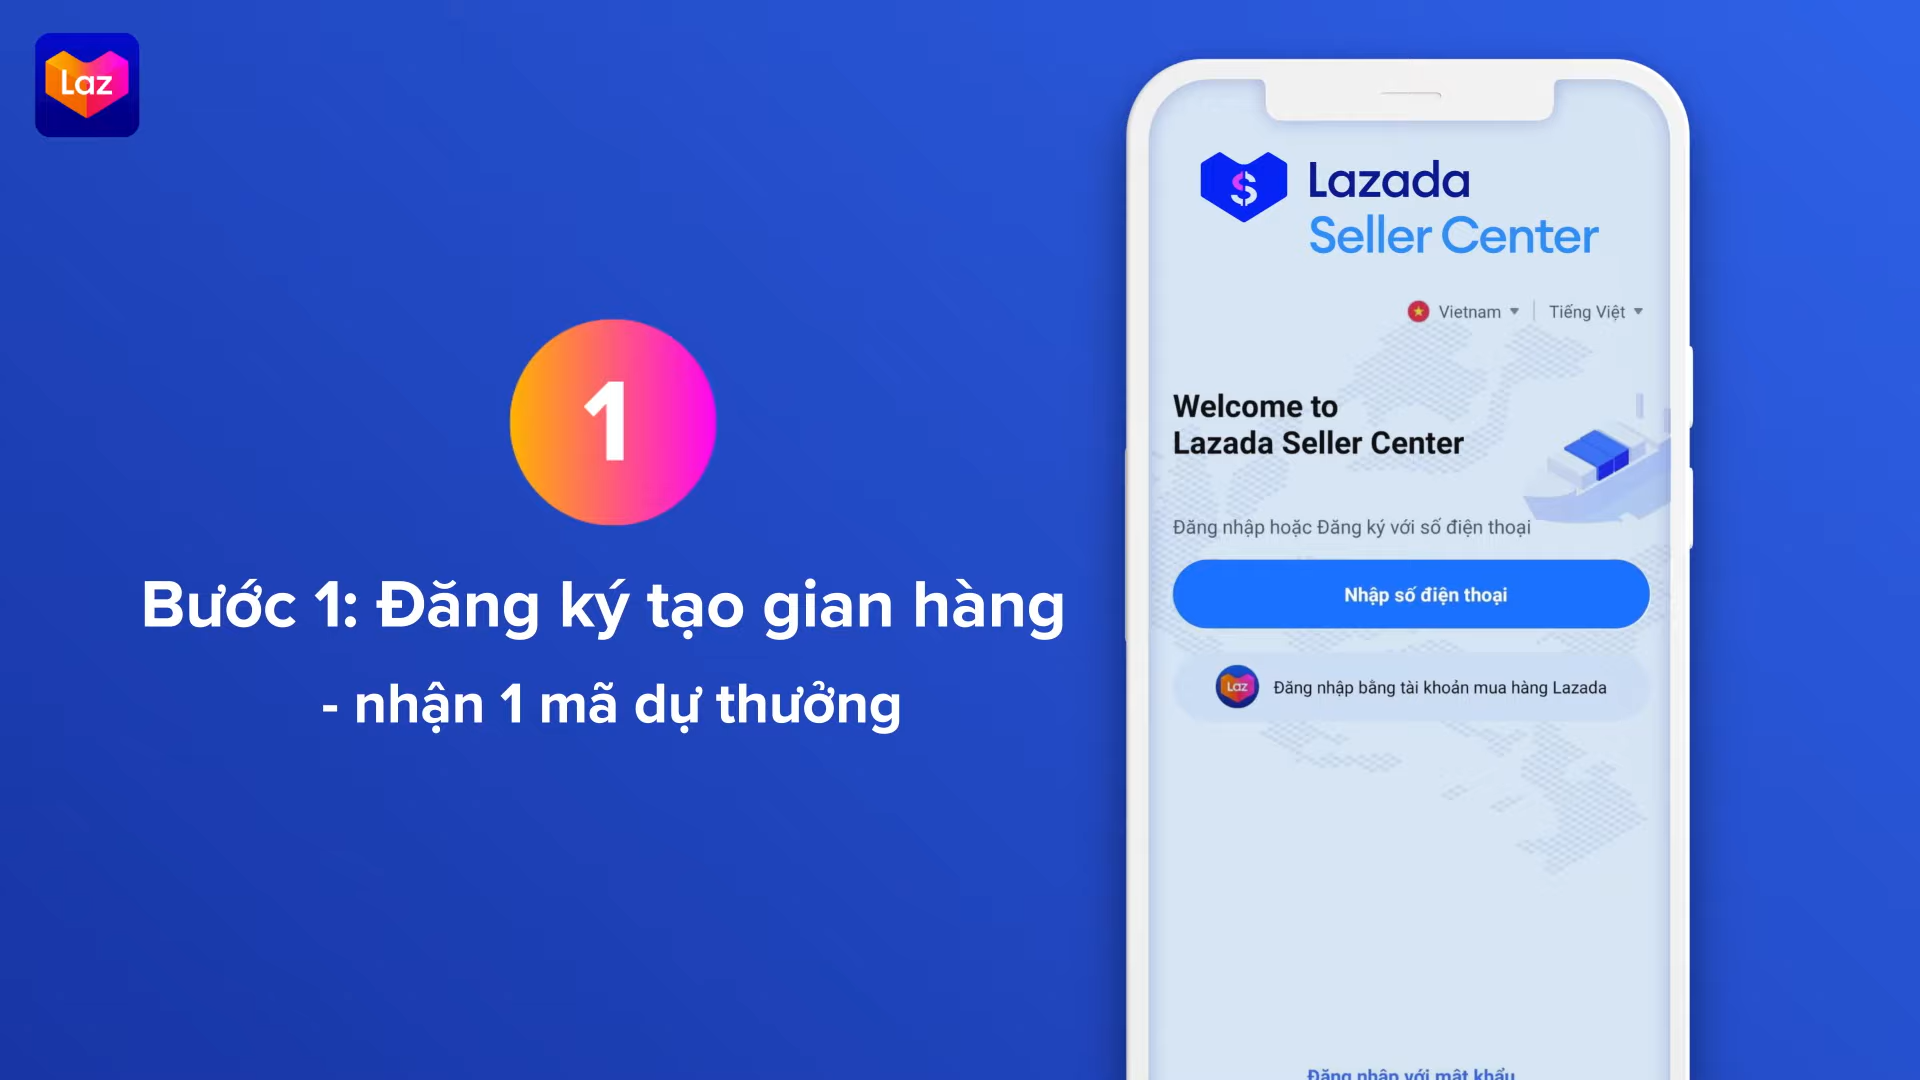 Laz
1
Bước 1: Đăng ký tạo gian hàng
- nhận 1 mã dự thưởng
$
Lazada
Seller Center
Vietnam
Tiếng Việt
Welcome to
Lazada Seller Center
Đăng nhập hoặc Đăng ký với số điện thoại
Nhập số điện thoại
Laz
Đăng nhập bằng tài khoản mua hàng Lazada
Đăng nhập với mật khẩu